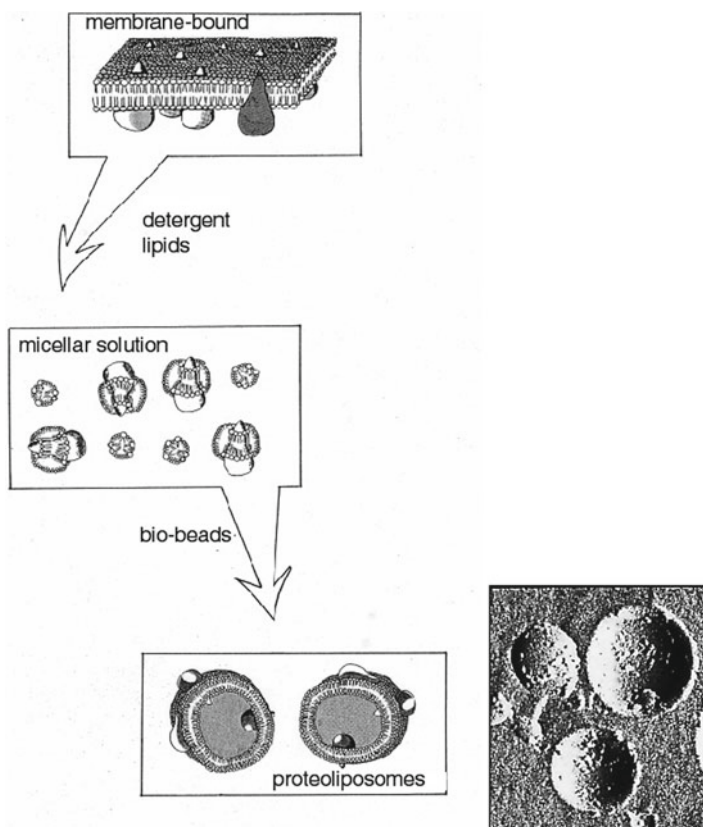 membrane-bound
detergent
lipids
micellar solution
bio-beads
proteoliposomes